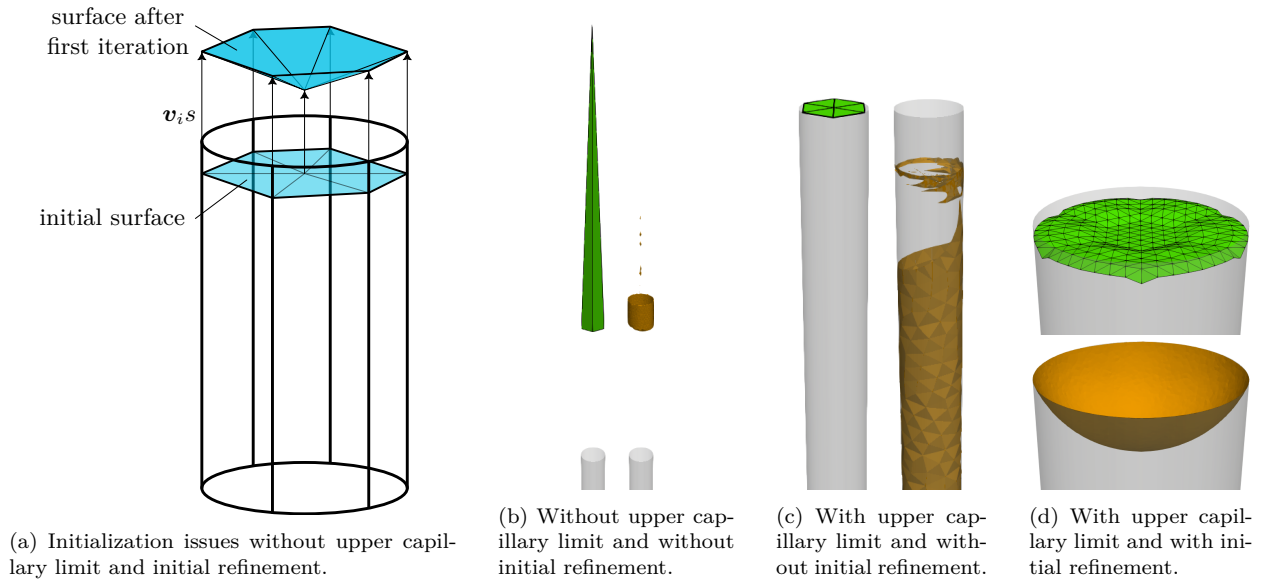 surface after
first iteration
v_i s
initial surface
(a) Initialization issues without upper capil-
lary limit and initial refinement.
(b) Without upper cap-
illary limit and without
initial refinement.
(c) With upper cap-
illary limit and with-
out initial refinement.
(d) With upper capil-
lary limit and with ini-
tial refinement.